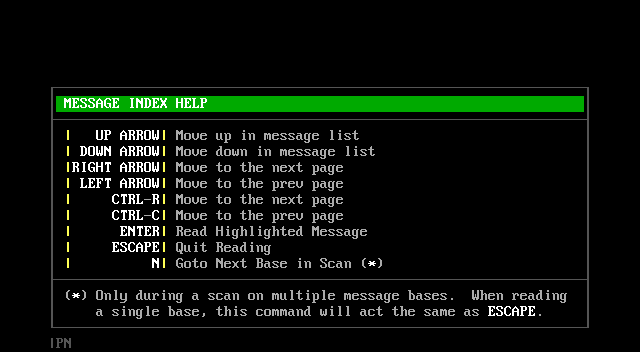 MESSAGE INDEX HELP
|   UP ARROW| Move up in message list
| DOWN ARROW| Move down in message list
|RIGHT ARROW| Move to the next page
| LEFT ARROW| Move to the prev page
|     CTRL-R| Move to the next page
|     CTRL-C| Move to the prev page
|      ENTER| Read Highlighted Message
|     ESCAPE| Quit Reading
|          N| Goto Next Base in Scan (*)
(*) Only during a scan on multiple message bases.  When reading
a single base, this command will act the same as ESCAPE.
|PN